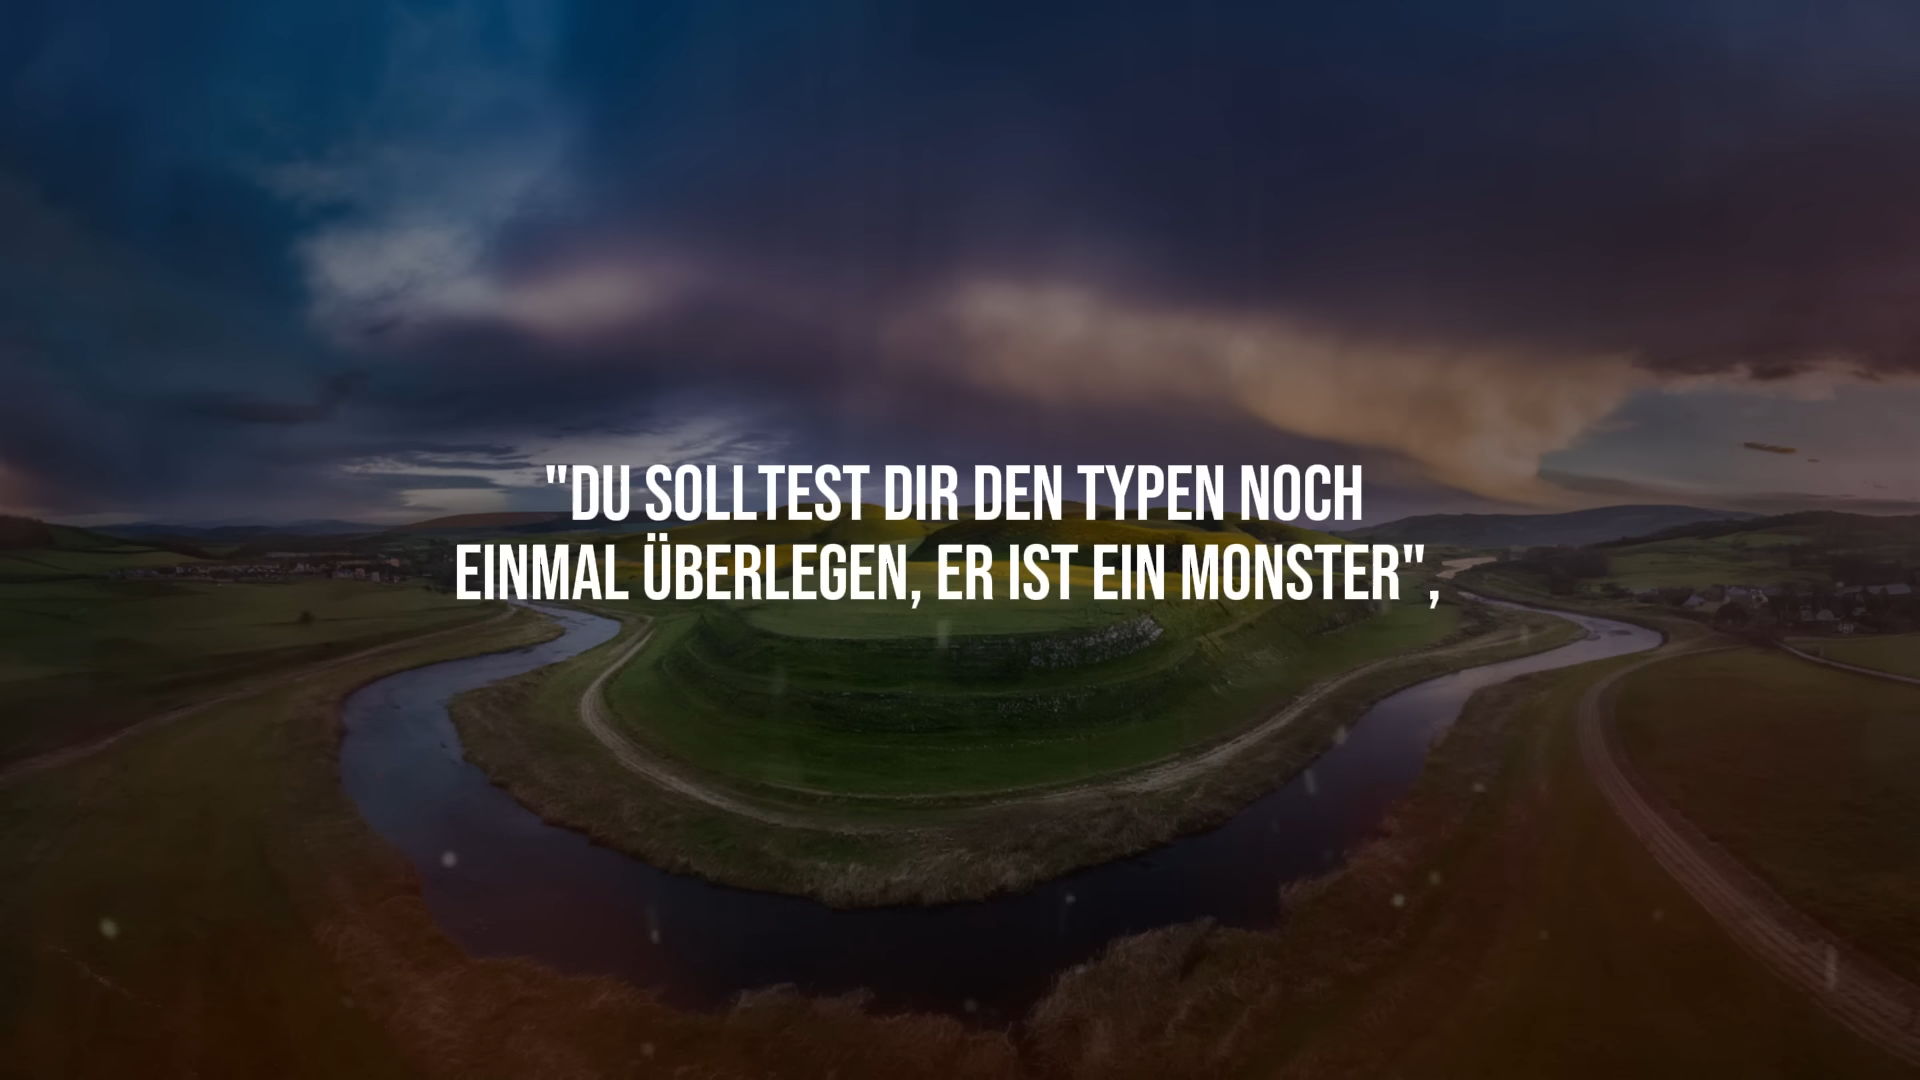 "DU SOLLTEST DIR DEN TYPEN NOCH
EINMAL ÜBERLEGEN, ER IST EIN MONSTER",